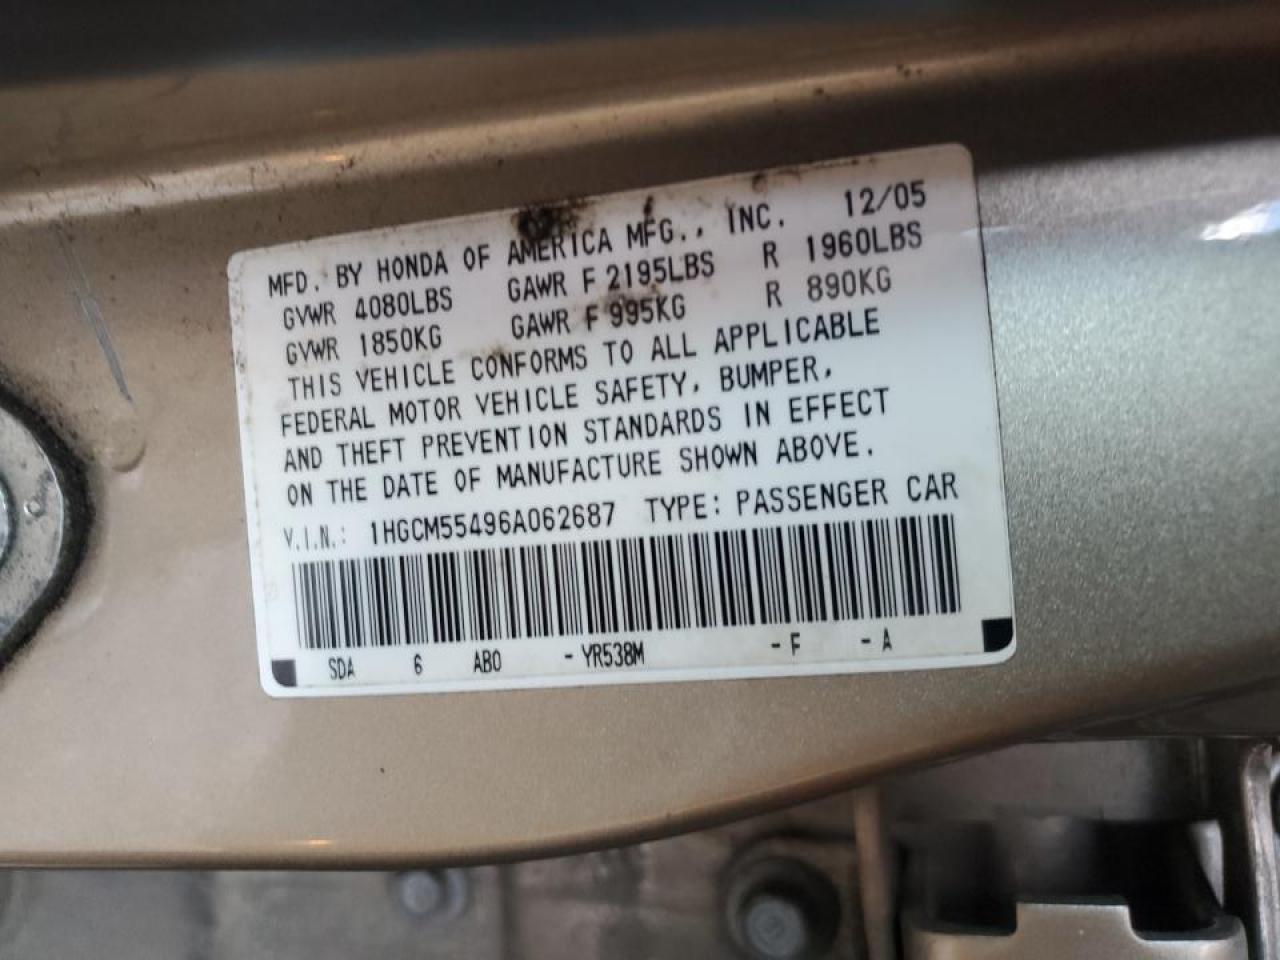 MFD. BY HONDA OF AMERICA MFG., INC. 12/05
GVWR 4080LBS GAWR F 2195LBS R 1960LBS
GVWR 1850KG GAWR F 995KG R 890KG
THIS VEHICLE CONFORMS TO ALL APPLICABLE
FEDERAL MOTOR VEHICLE SAFETY, BUMPER,
AND THEFT PREVENTION STANDARDS IN EFFECT
ON THE DATE OF MANUFACTURE SHOWN ABOVE.
V.I.N.: 1HGCM55496A062687 TYPE: PASSENGER CAR
SDA 6 AB0 - YR538M - F - A